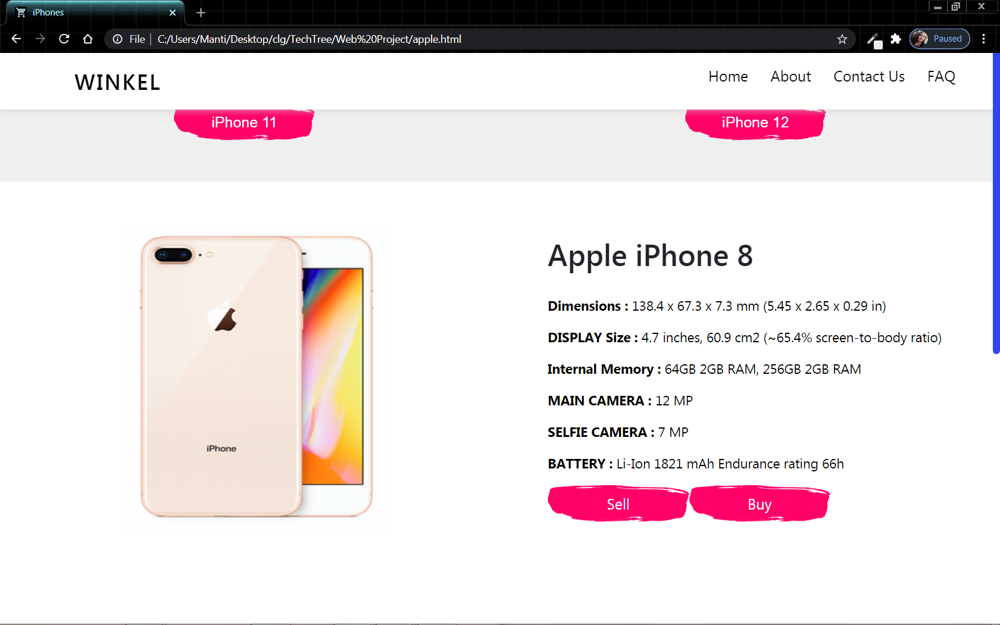 iPhones
File
C:/Users/Manti/Desktop/clg/TechTree/Web%20Project/apple.html
Paused
WINKEL
Home About Contact Us FAQ
iPhone 11
iPhone 12
iPhone
Apple iPhone 8
Dimensions : 138.4 x 67.3 x 7.3 mm (5.45 x 2.65 x 0.29 in)
DISPLAY Size : 4.7 inches, 60.9 cm2 (~65.4% screen-to-body ratio)
Internal Memory : 64GB 2GB RAM, 256GB 2GB RAM
MAIN CAMERA : 12 MP
SELFIE CAMERA : 7 MP
BATTERY : Li-Ion 1821 mAh Endurance rating 66h
Sell
Buy